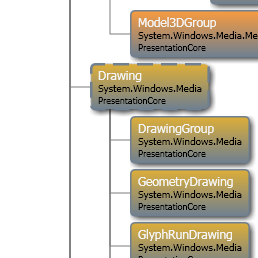 Model3DGroup
System.Windows.Media.Me
PresentationCore
Drawing
System.Windows.Media
PresentationCore
DrawingGroup
System.Windows.Media
PresentationCore
GeometryDrawing
System.Windows.Media
PresentationCore
GlyphRunDrawing
System.Windows.Media
PresentationCore